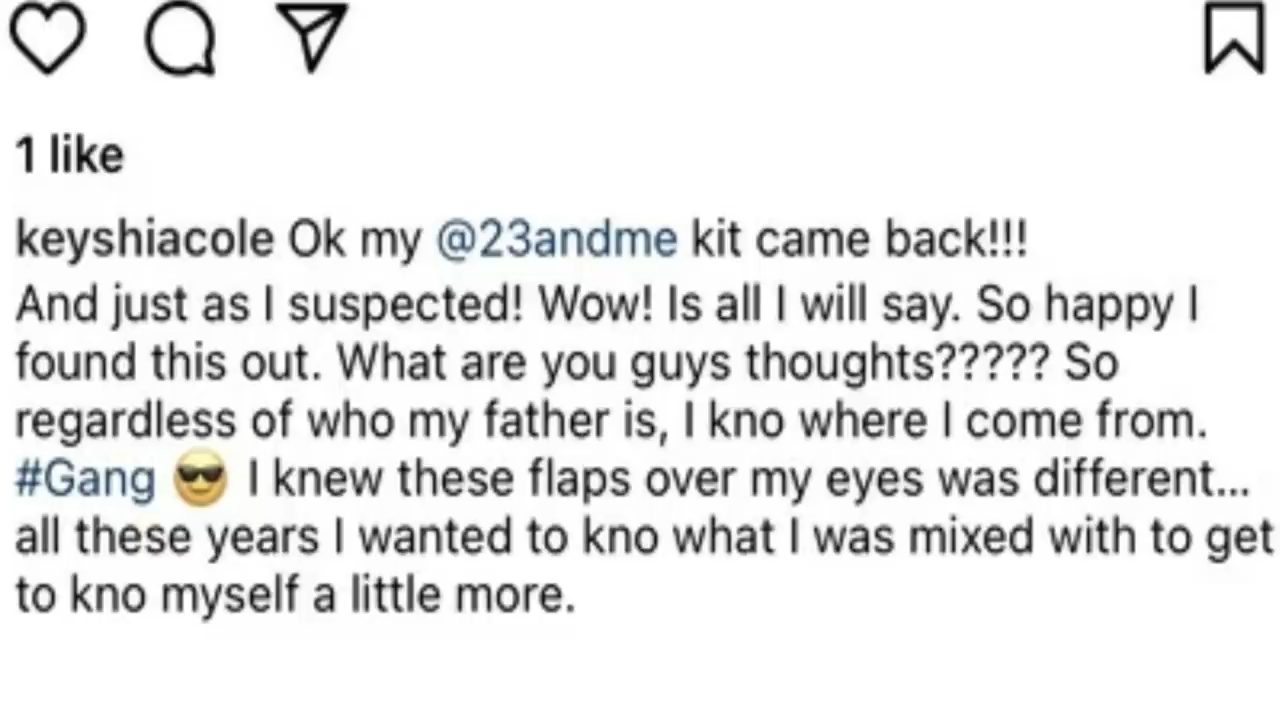 1 like
keyshiacole Ok my @23andme kit came back!!!
And just as I suspected! Wow! Is all I will say. So happy I
found this out. What are you guys thoughts????? So
regardless of who my father is, I kno where I come from.
#Gang 😎 I knew these flaps over my eyes was different...
all these years I wanted to kno what I was mixed with to get
to kno myself a little more.